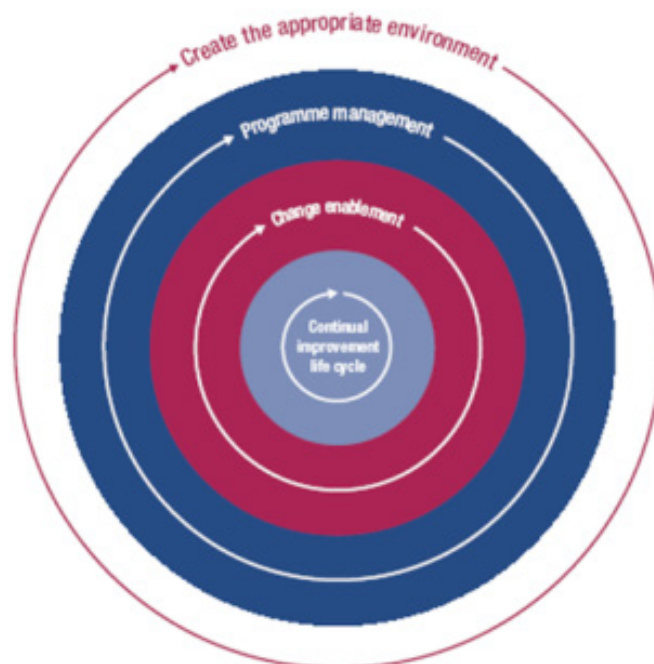 Create the appropriate environment
Programme management
Change enablement
Continual
improvement
life cycle